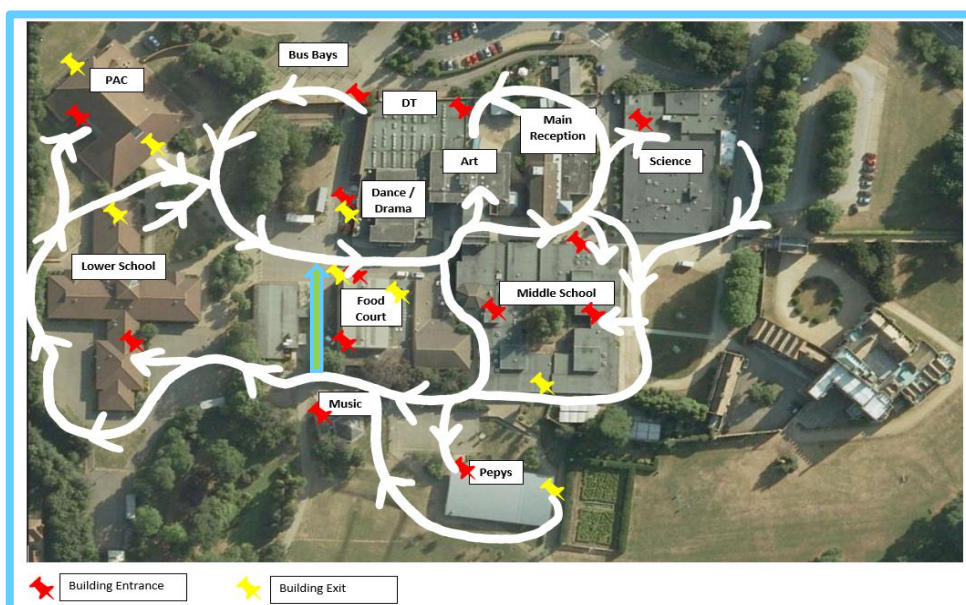 PAC
Bus Bays
DT
Main
Reception
Art
Science
Dance /
Drama
Lower School
Middle School
Food
Court
Music
Pepys
Building Entrance
Building Exit